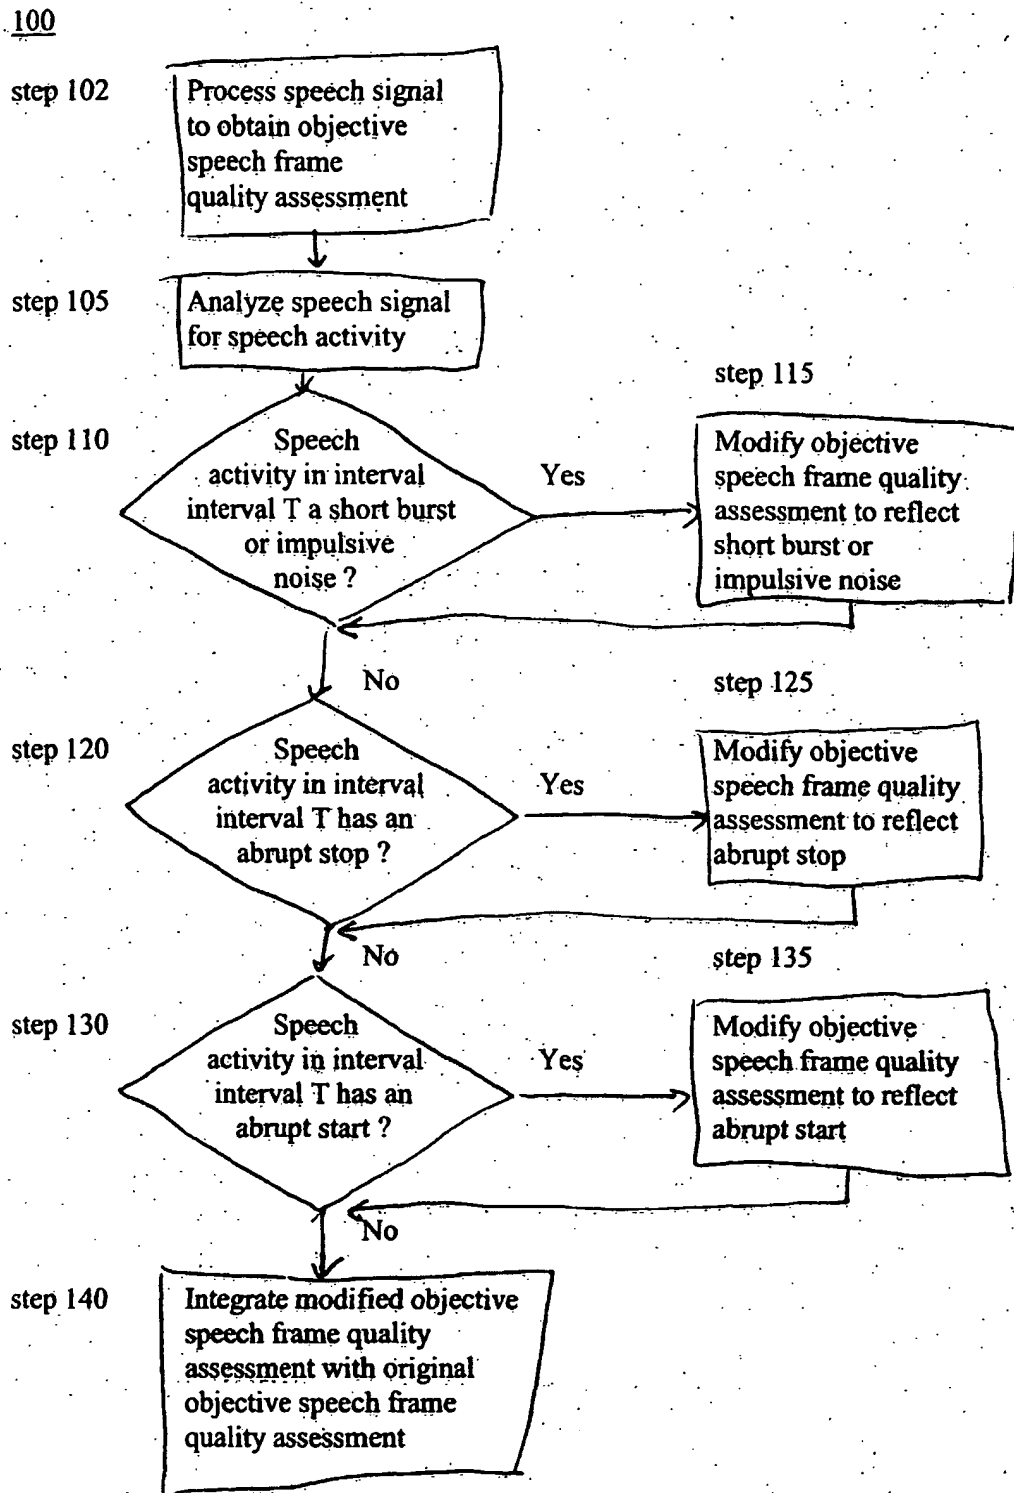 100
step 102
Process speech signal
to obtain objective
speech frame
quality assessment
step 105
Analyze speech signal
for speech activity
step 110
Speech
activity in interval
interval T a short burst
or impulsive
noise ?
Yes
step 115
Modify objective
speech frame quality
assessment to reflect
short burst or
impulsive noise
No
step 120
Speech
activity in interval
interval T has an
abrupt stop ?
Yes
step 125
Modify objective
speech frame quality
assessment to reflect
abrupt stop
No
step 130
Speech
activity in interval
interval T has an
abrupt start ?
Yes
step 135
Modify objective
speech frame quality
assessment to reflect
abrupt start
No
step 140
Integrate modified objective
speech frame quality
assessment with original
objective speech frame
quality assessment